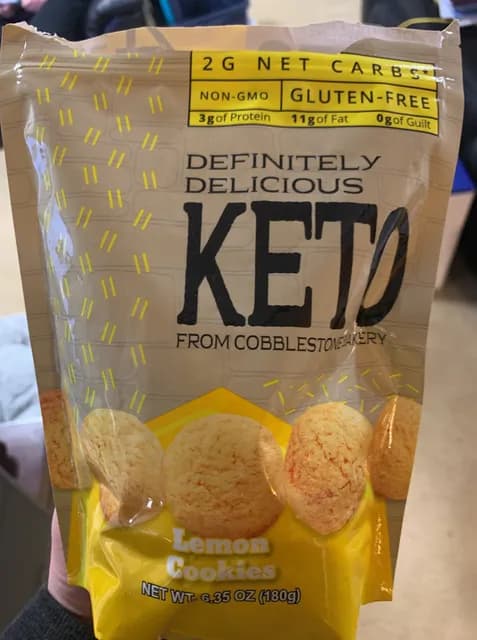 2G NET CARBS*
NON-GMO
GLUTEN-FREE
3g of Protein 11g of Fat 0g of Guilt
DEFINITELY
DELICIOUS
KETO
FROM COBBLESTONE BAKERY
Lemon
Cookies
NET WT. 6.35 OZ (180g)